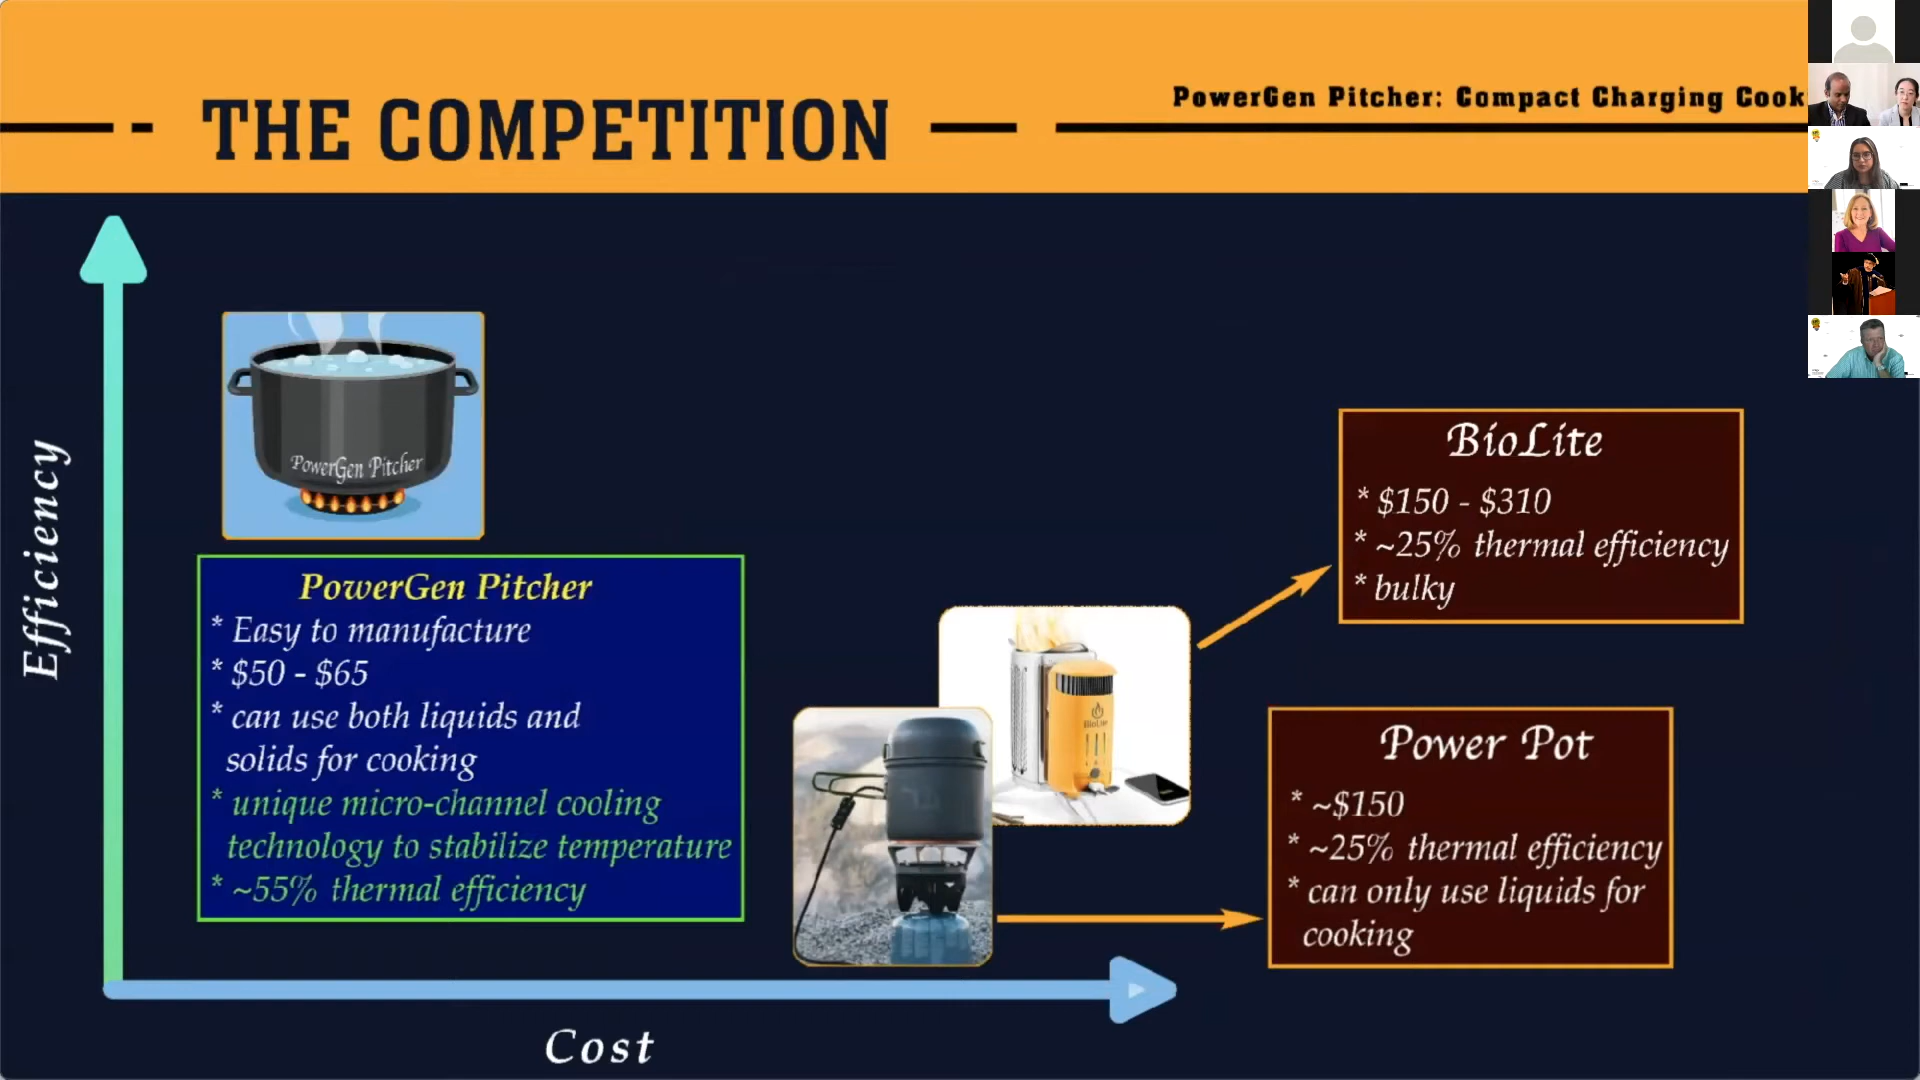 THE COMPETITION
PowerGen Pitcher: Compact Charging Cook
Efficiency
PowerGen Pitcher
PowerGen Pitcher
* Easy to manufacture
* $50 - $65
* can use both liquids and
solids for cooking
* unique micro-channel cooling
technology to stabilize temperature
* ~55% thermal efficiency
BioLite
BioLite
* $150 - $310
* ~25% thermal efficiency
* bulky
Power Pot
* ~$150
* ~25% thermal efficiency
* can only use liquids for
cooking
Cost